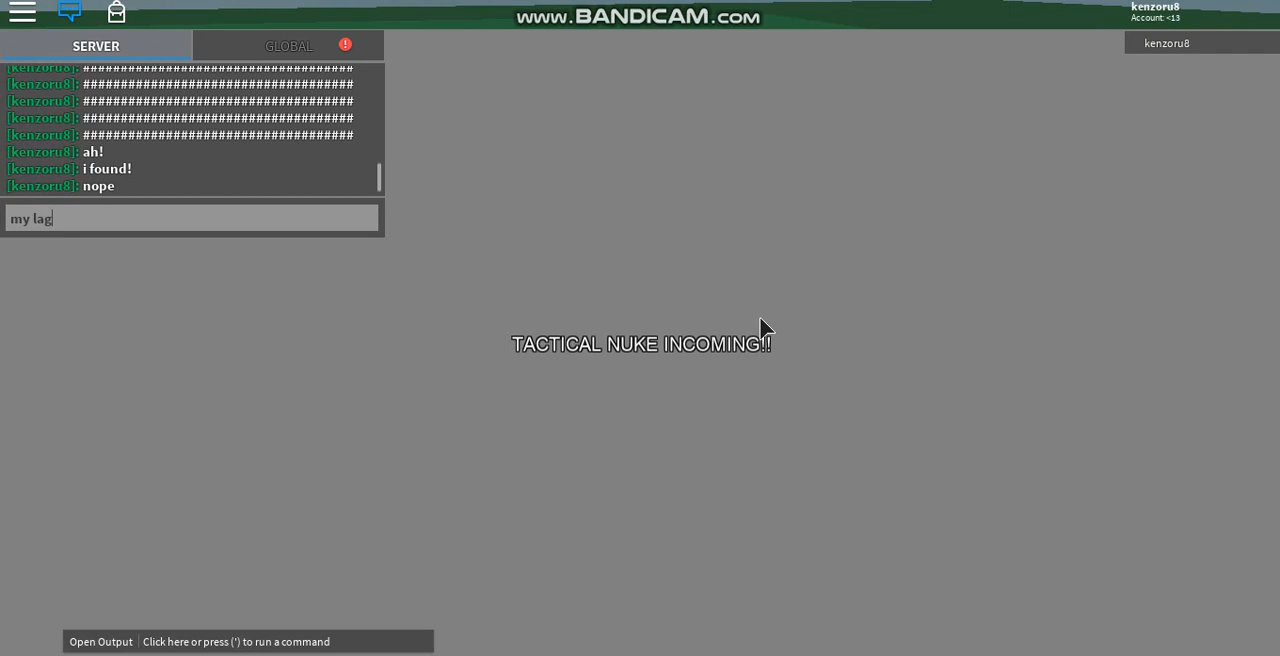 www.BANDICAM.com
kenzoru8
Account: <13
SERVER
GLOBAL
!
kenzoru8
[kenzoru8]: ####################################
[kenzoru8]: ####################################
[kenzoru8]: ####################################
[kenzoru8]: ####################################
[kenzoru8]: ####################################
[kenzoru8]: ah!
[kenzoru8]: i found!
[kenzoru8]: nope
my lag
TACTICAL NUKE INCOMING!!
Open Output
Click here or press (') to run a command